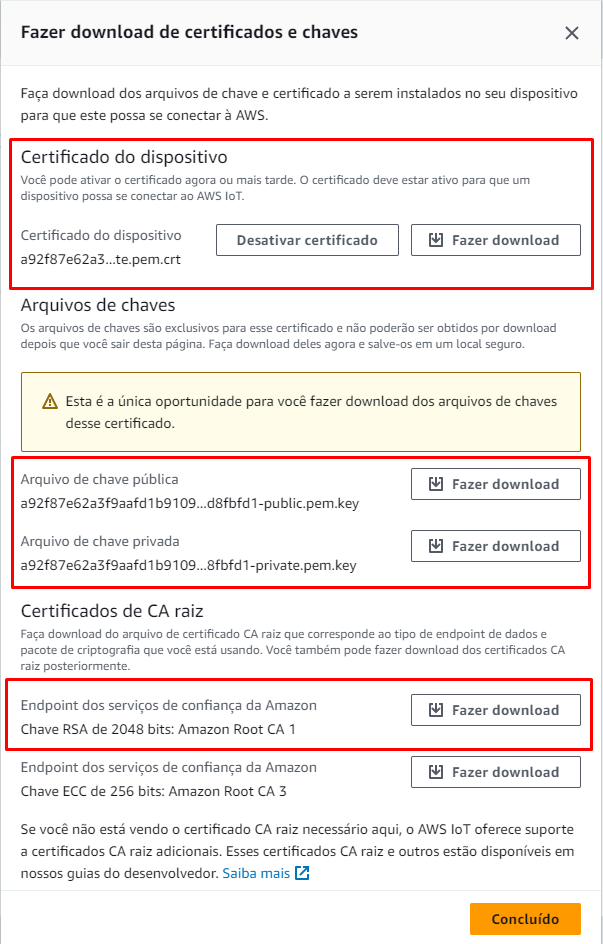 Fazer download de certificados e chaves
Faça download dos arquivos de chave e certificado a serem instalados no seu dispositivo
para que este possa se conectar à AWS.
Certificado do dispositivo
Você pode ativar o certificado agora ou mais tarde. O certificado deve estar ativo para que um
dispositivo possa se conectar ao AWS IoT.
Certificado do dispositivo
a92f87e62a3...te.pem.crt
Desativar certificado
Fazer download
Arquivos de chaves
Os arquivos de chaves são exclusivos para esse certificado e não poderão ser obtidos por download
depois que você sair desta página. Faça download deles agora e salve-os em um local seguro.
Esta é a única oportunidade para você fazer download dos arquivos de chaves
desse certificado.
Arquivo de chave pública
a92f87e62a3f9aafd1b9109...d8fbfd1-public.pem.key
Fazer download
Arquivo de chave privada
a92f87e62a3f9aafd1b9109...8fbfd1-private.pem.key
Fazer download
Certificados de CA raiz
Faça download do arquivo de certificado CA raiz que corresponde ao tipo de endpoint de dados e
pacote de criptografia que você está usando. Você também pode fazer download dos certificados CA
raiz posteriormente.
Endpoint dos serviços de confiança da Amazon
Chave RSA de 2048 bits: Amazon Root CA 1
Fazer download
Endpoint dos serviços de confiança da Amazon
Chave ECC de 256 bits: Amazon Root CA 3
Fazer download
Se você não está vendo o certificado CA raiz necessário aqui, o AWS IoT oferece suporte
a certificados CA raiz adicionais. Esses certificados CA raiz e outros estão disponíveis em
nossos guias do desenvolvedor. Saiba mais
Concluído